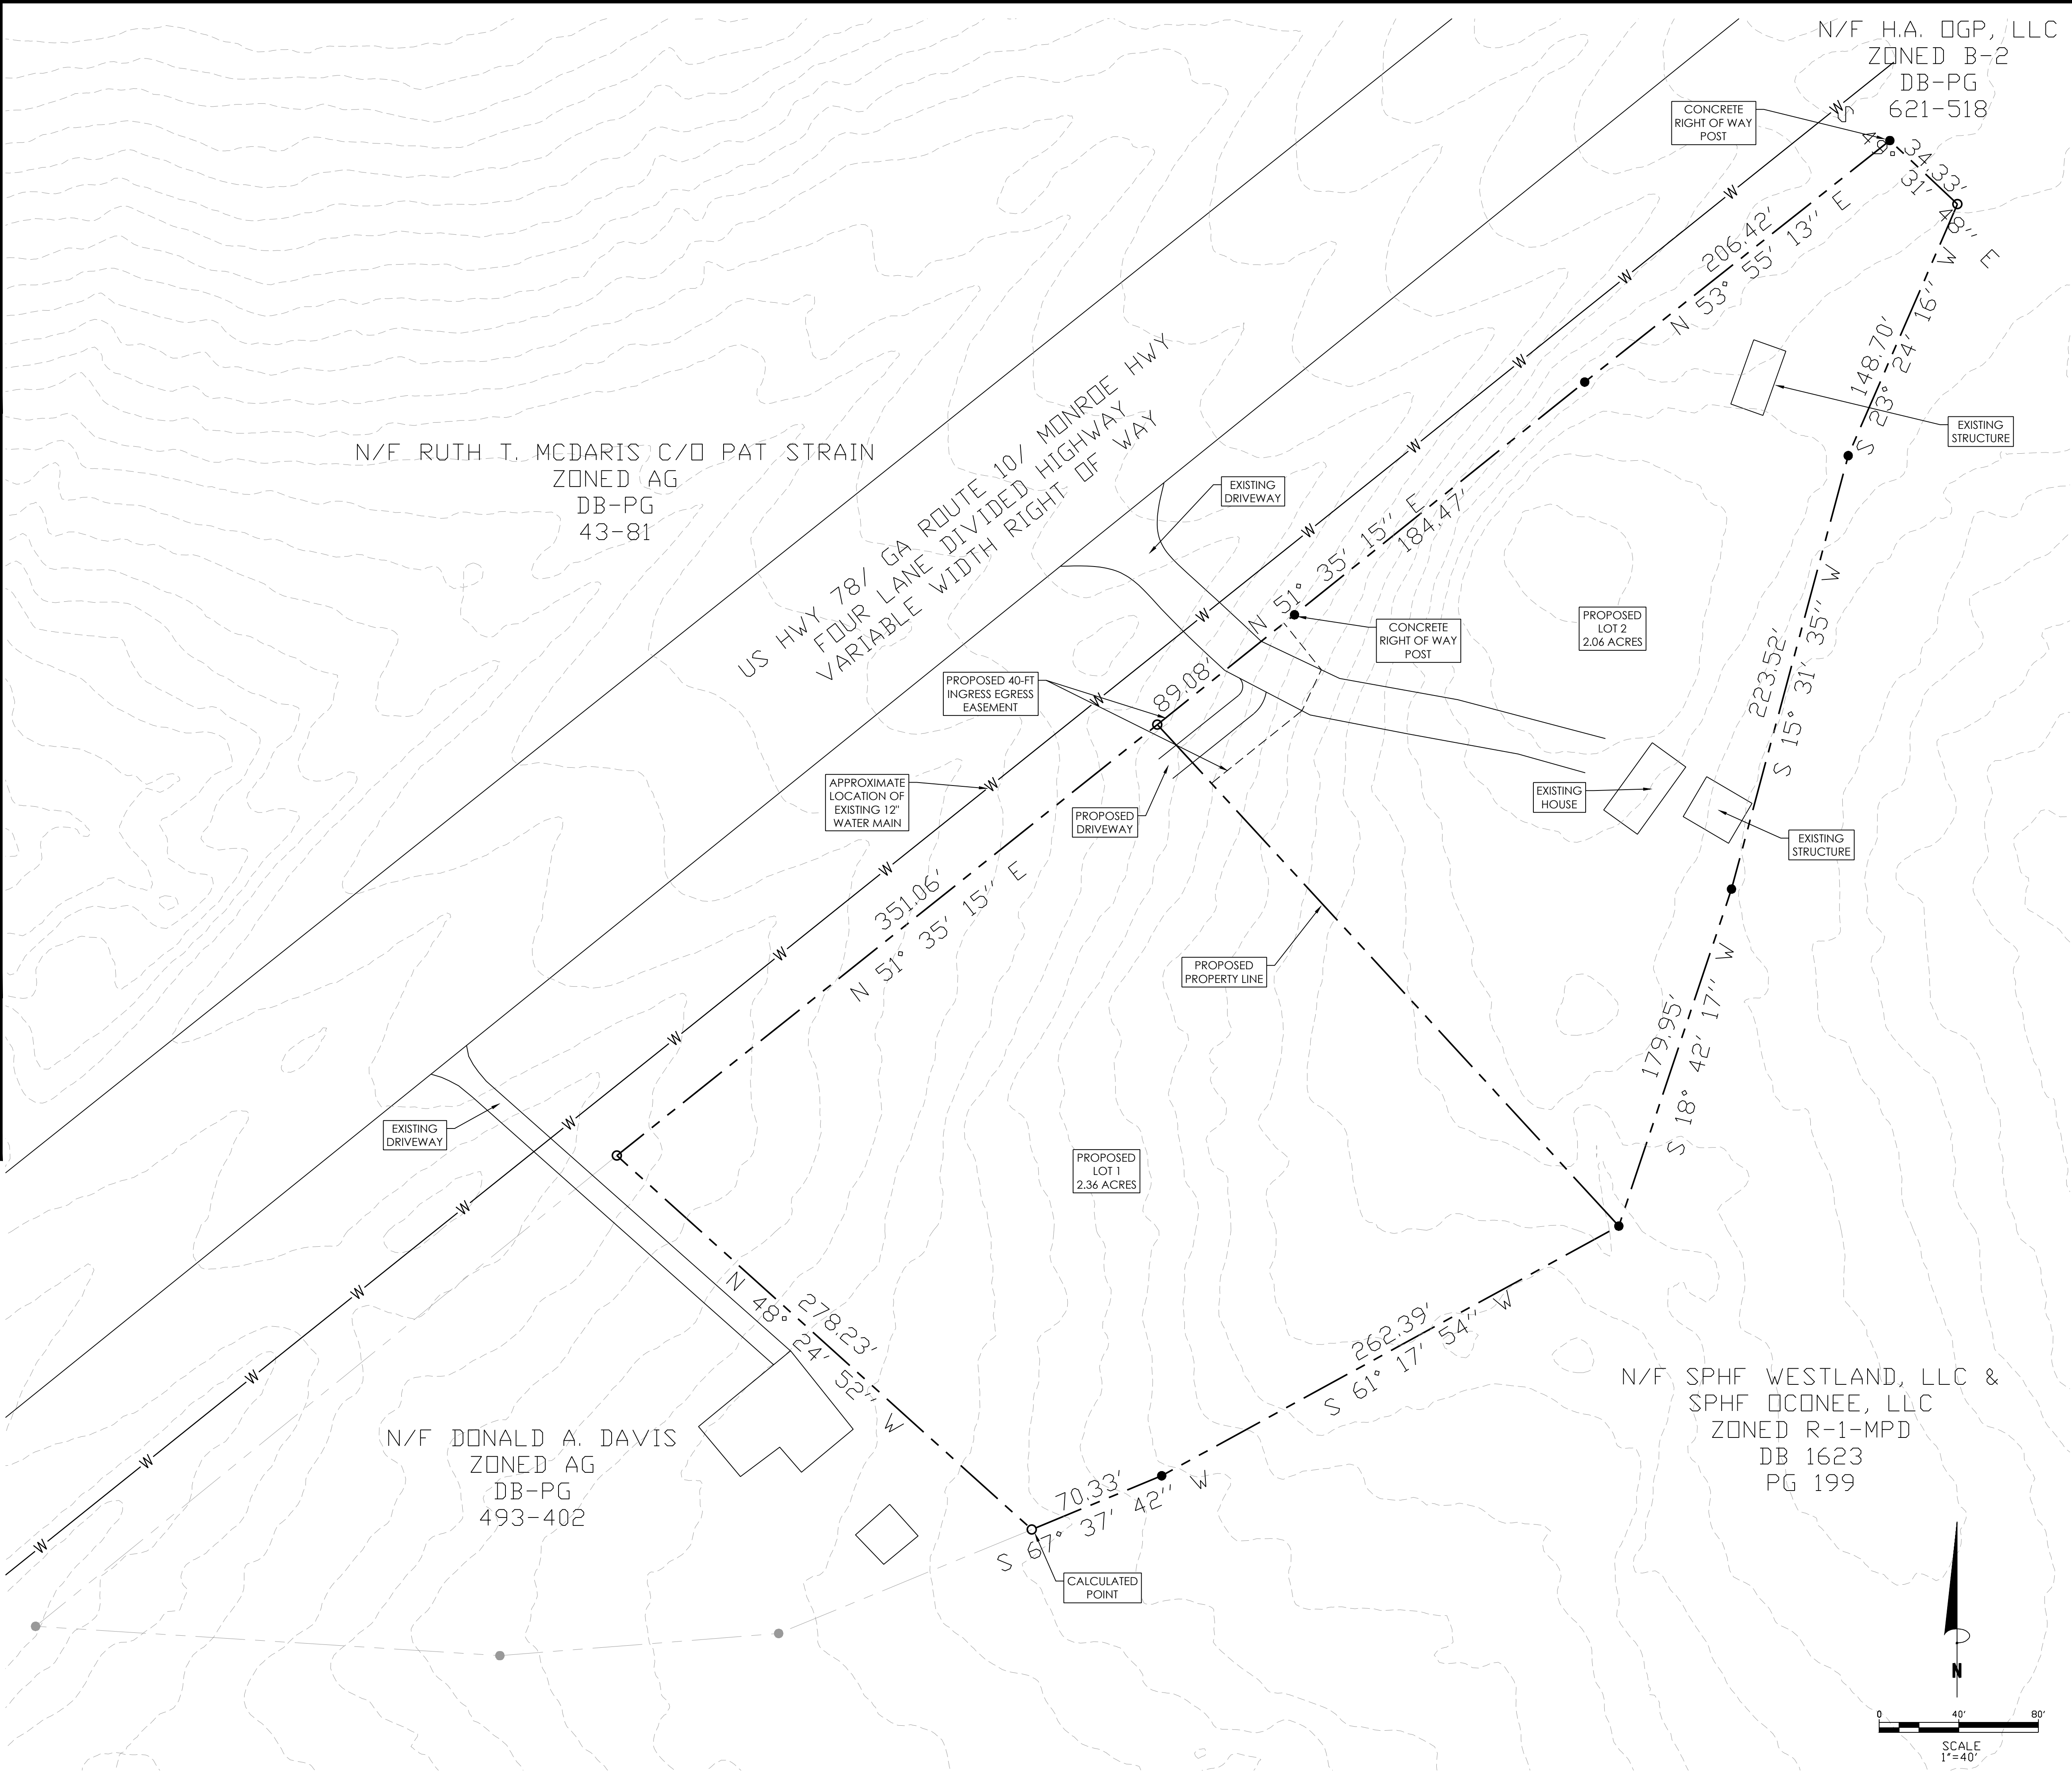 N/F H.A. OGP, LLC
ZONED B-2
DB-PG
621-518
CONCRETE
RIGHT OF WAY
POST
W
S 49° 31' 48" E
34.33'
206.42'
N 53° 55' 13" E
148.70'
S 23° 24' 16" W
EXISTING
STRUCTURE
N/F RUTH T. MCDARIS C/O PAT STRAIN
ZONED AG
DB-PG
43-81
US HWY 78/ GA ROUTE 10/ MONROE HWY
FOUR LANE DIVIDED HIGHWAY
VARIABLE WIDTH RIGHT OF WAY
EXISTING
DRIVEWAY
W
W
W
W
W
W
W
N 51° 35' 15" E
184.47'
CONCRETE
RIGHT OF WAY
POST
PROPOSED
LOT 2
2.06 ACRES
223.52'
S 15° 31' 35" W
PROPOSED 40-FT
INGRESS EGRESS
EASEMENT
89.08'
APPROXIMATE
LOCATION OF
EXISTING 12"
WATER MAIN
PROPOSED
DRIVEWAY
EXISTING
HOUSE
EXISTING
STRUCTURE
W
W
W
W
W
351.06'
N 51° 35' 15" E
PROPOSED
PROPERTY LINE
179.95'
S 18° 42' 17" W
EXISTING
DRIVEWAY
PROPOSED
LOT 1
2.36 ACRES
W
W
W
W
W
278.23'
N 48° 24' 52" W
262.39'
S 61° 17' 54" W
N/F SPHF WESTLAND, LLC &
SPHF OCONEE, LLC
ZONED R-1-MPD
DB 1623
PG 199
N/F DONALD A. DAVIS
ZONED AG
DB-PG
493-402
70.33'
S 67° 37' 42" W
CALCULATED
POINT
N
0 40' 80'
SCALE
1"=40'